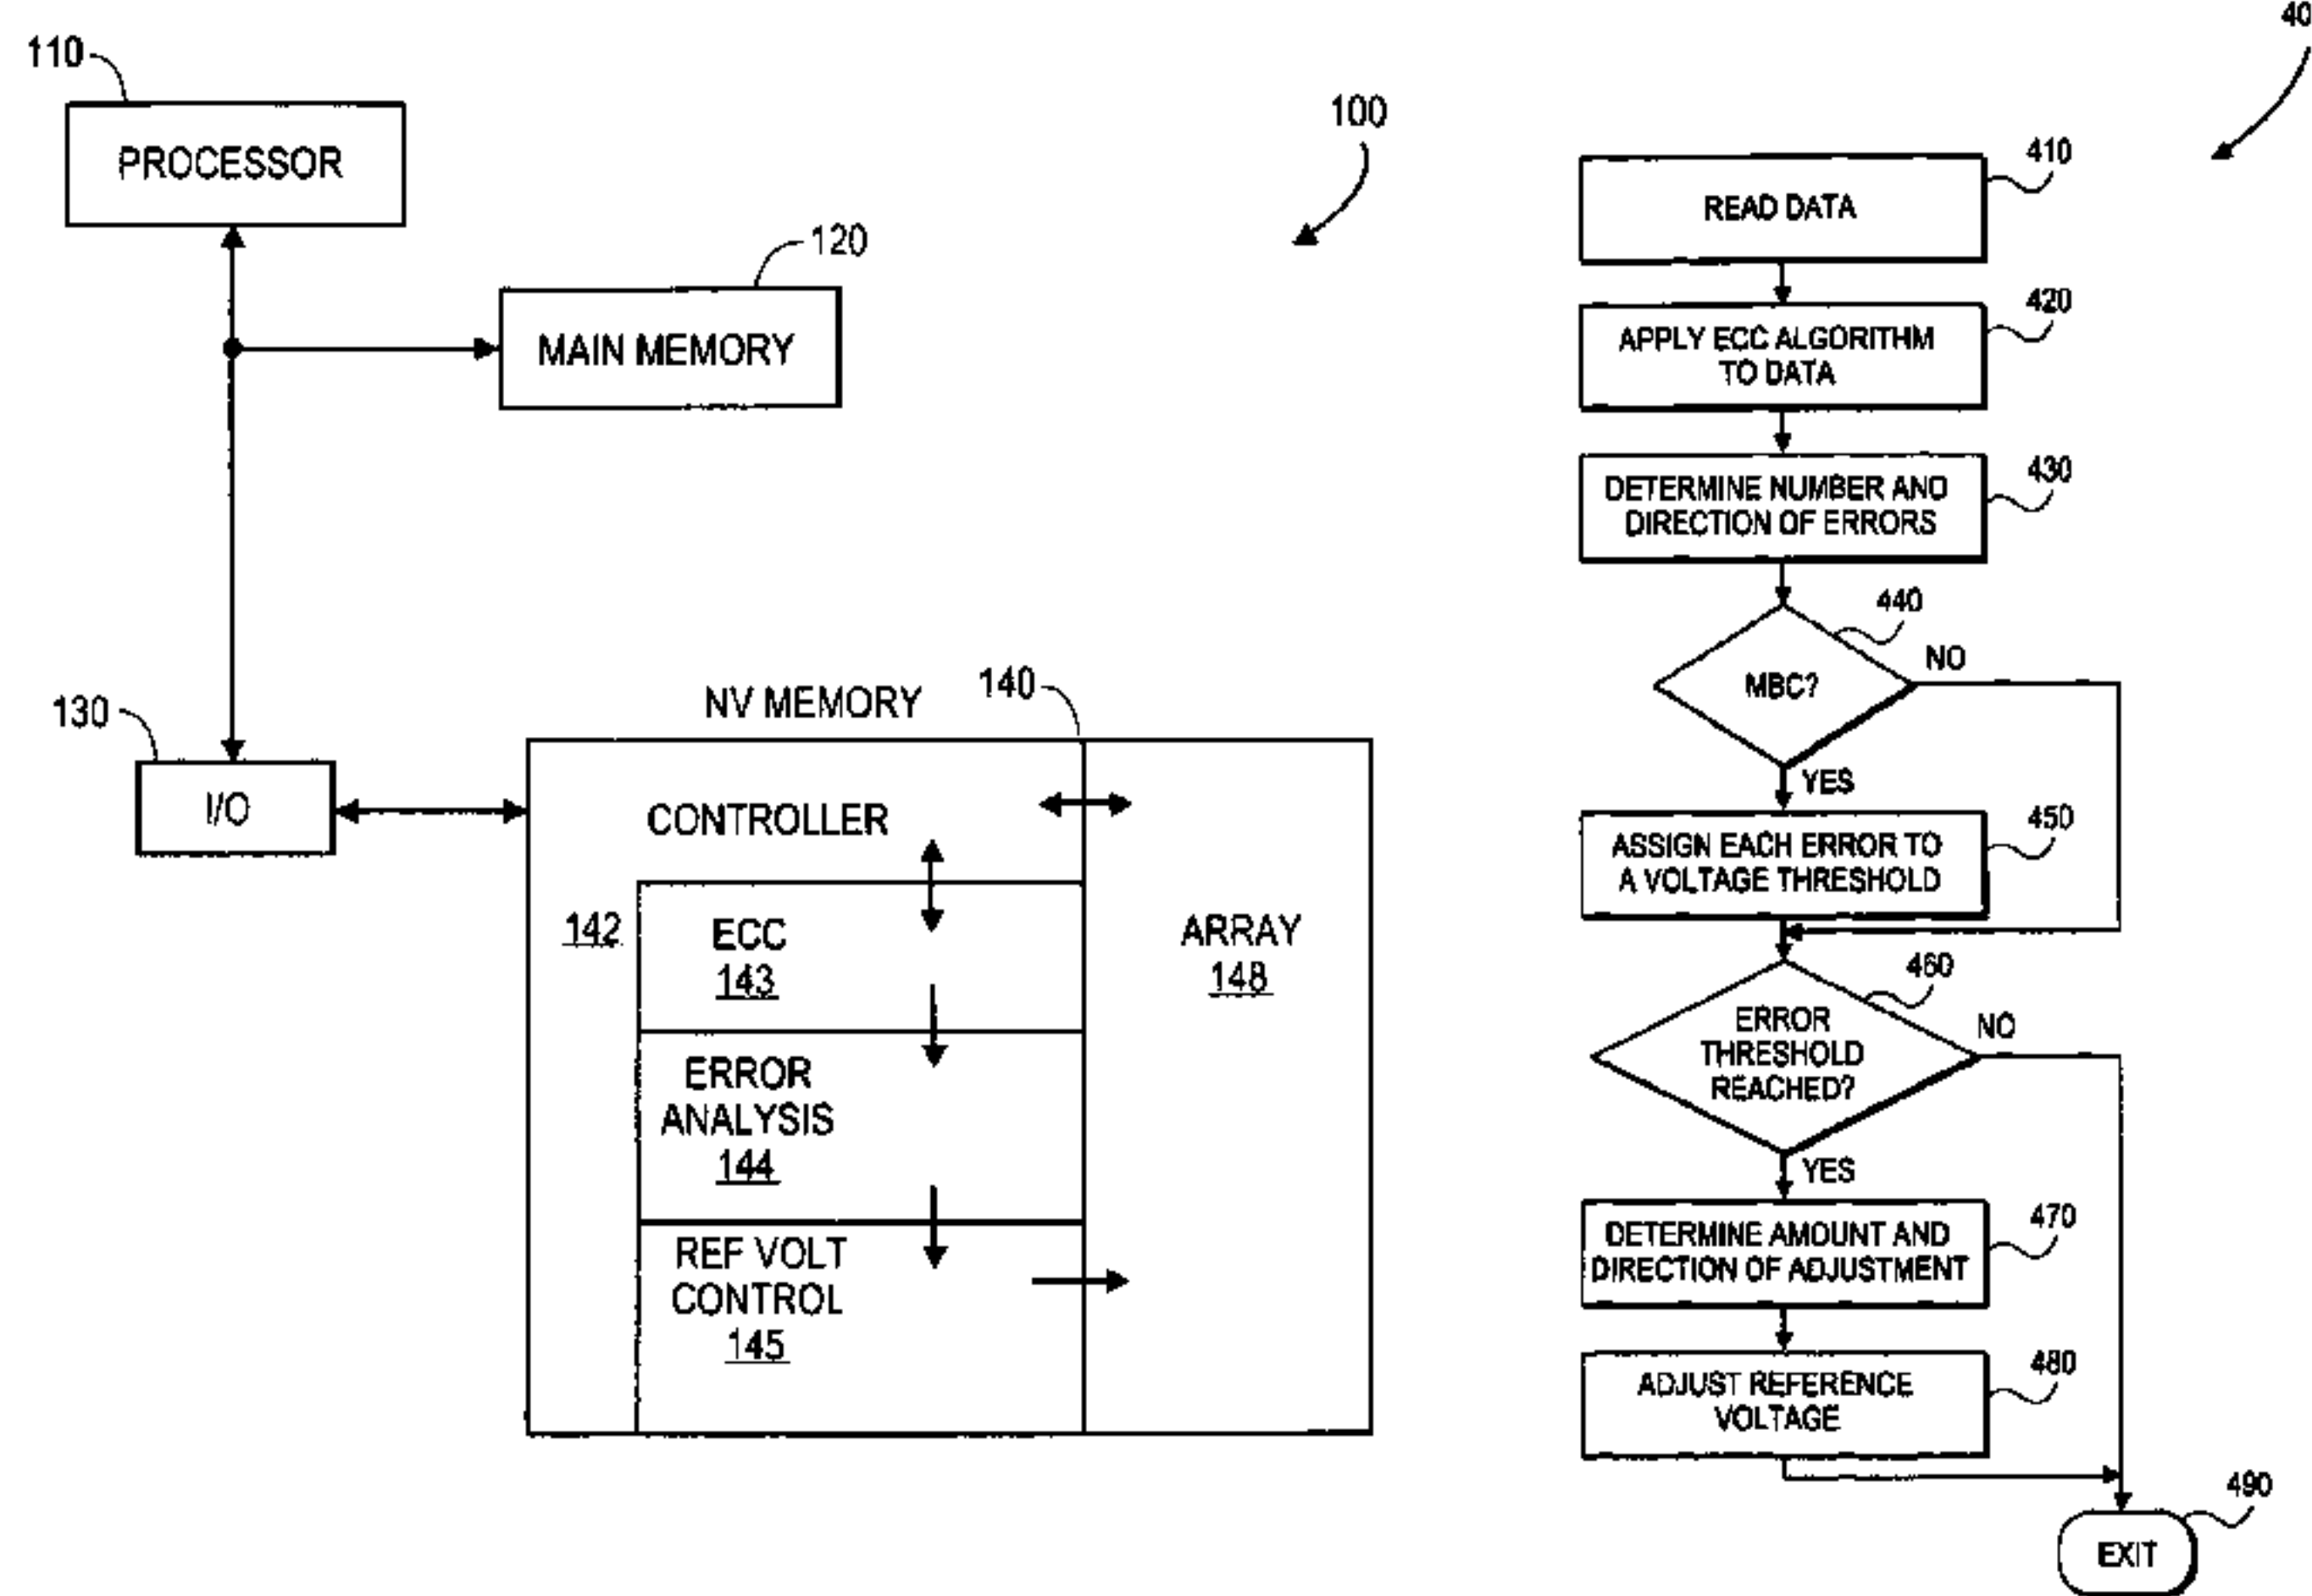 110
PROCESSOR
100
120
MAIN MEMORY
130
I/O
NV MEMORY
140
CONTROLLER
142
ECC
143
ERROR
ANALYSIS
144
REF VOLT
CONTROL
145
ARRAY
148
40
410
READ DATA
420
APPLY ECC ALGORITHM
TO DATA
430
DETERMINE NUMBER AND
DIRECTION OF ERRORS
440
MBC?
NO
YES
450
ASSIGN EACH ERROR TO
A VOLTAGE THRESHOLD
460
ERROR
THRESHOLD
REACHED?
NO
YES
470
DETERMINE AMOUNT AND
DIRECTION OF ADJUSTMENT
480
ADJUST REFERENCE
VOLTAGE
490
EXIT